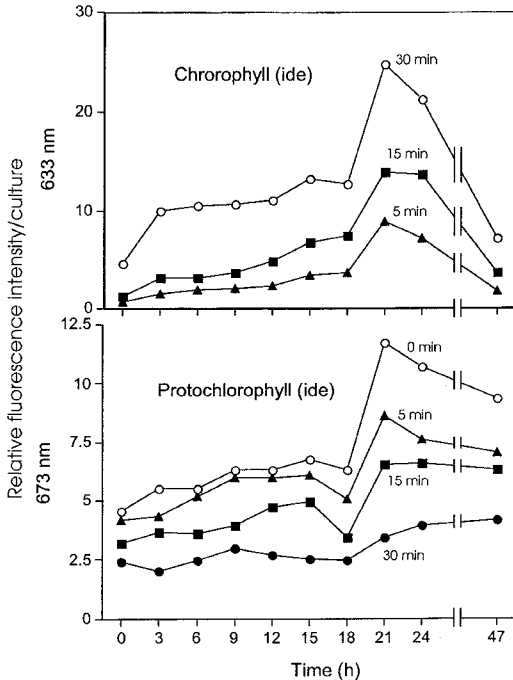 Relative fluorescence intensity/culture
633 nm
30
20
10
0
Chrorophyll (ide)
30 min
15 min
5 min
673 nm
12.5
10
7.5
5
2.5
0
Protochlorophyll (ide)
0 min
5 min
15 min
30 min
0 3 6 9 12 15 18 21 24 47
Time (h)